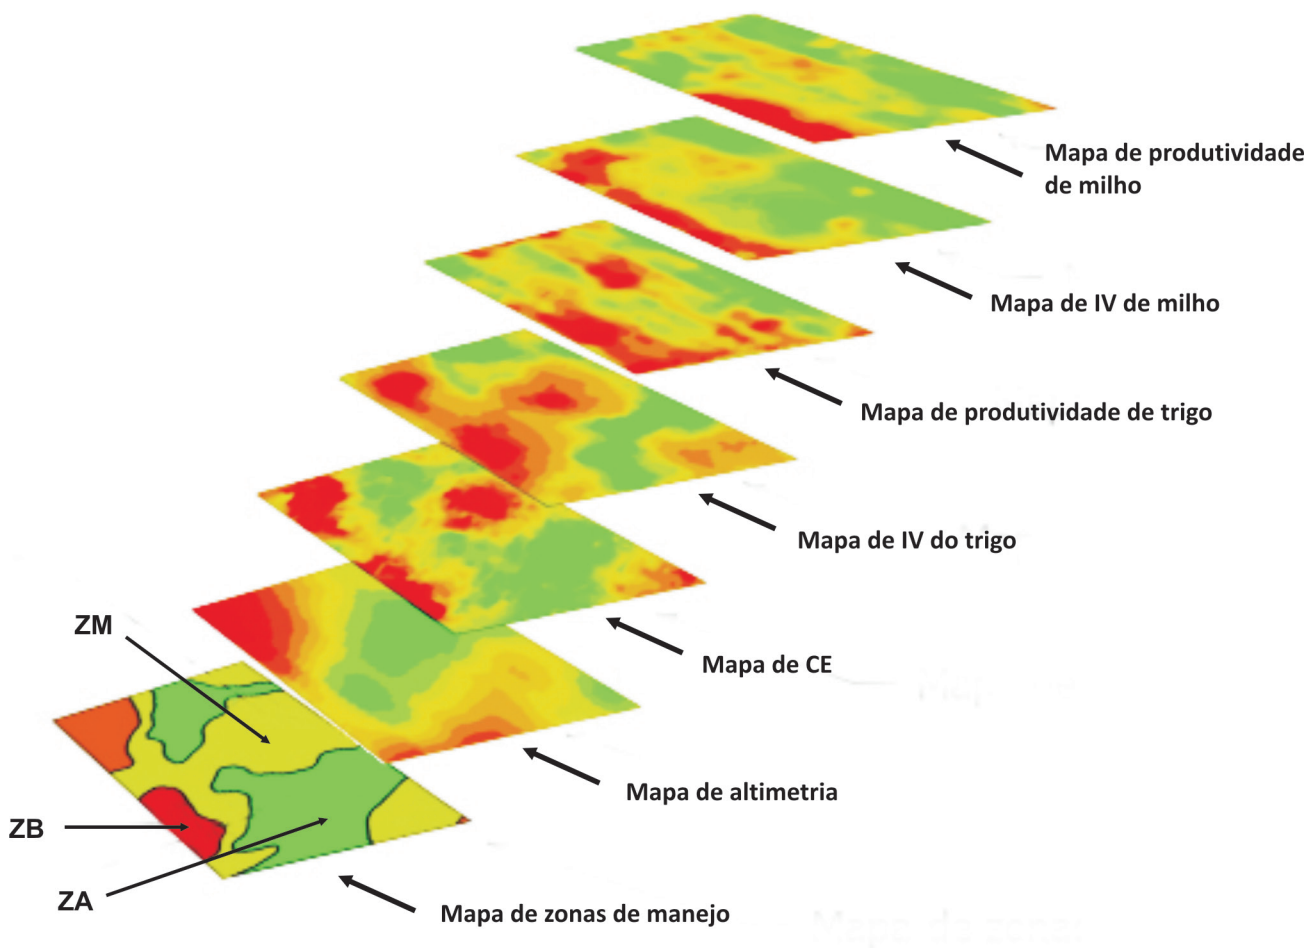 Mapa de produtividade
de milho
Mapa de IV de milho
Mapa de produtividade de trigo
Mapa de IV do trigo
ZM
Mapa de CE
Mapa de altimetria
ZB
ZA
Mapa de zonas de manejo